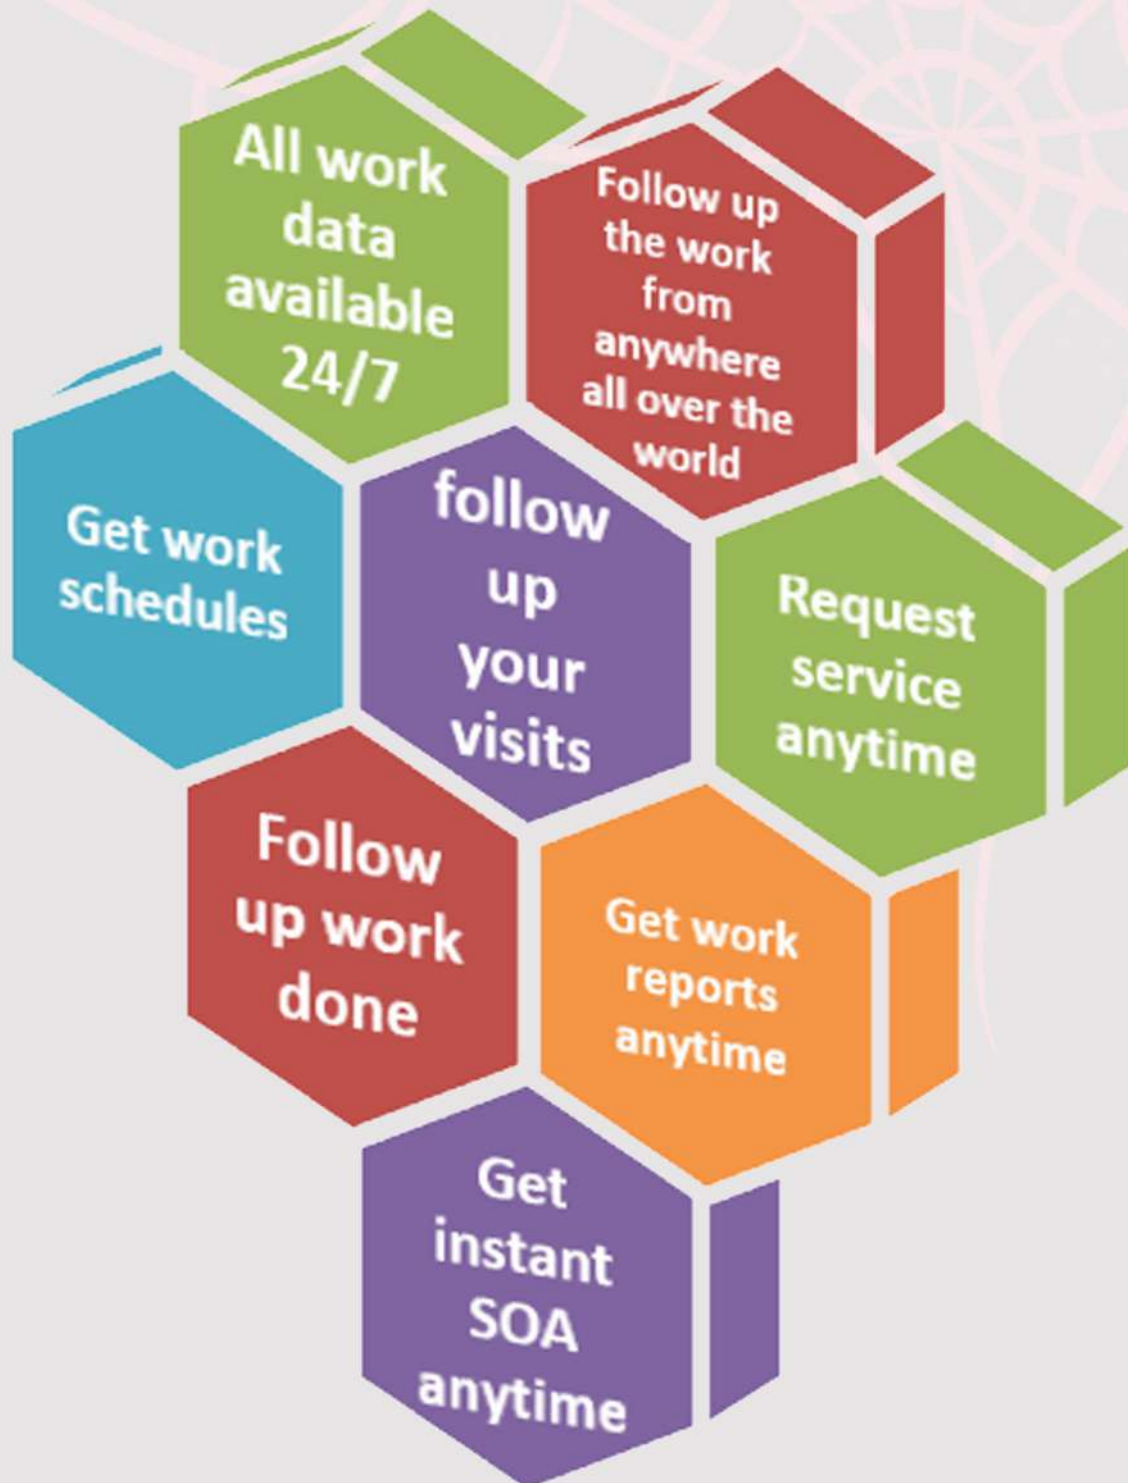 All work
data
available
24/7
Follow up
the work
from
anywhere
all over the
world
Get work
schedules
follow
up
your
visits
Request
service
anytime
Follow
up work
done
Get work
reports
anytime
Get
instant
SOA
anytime